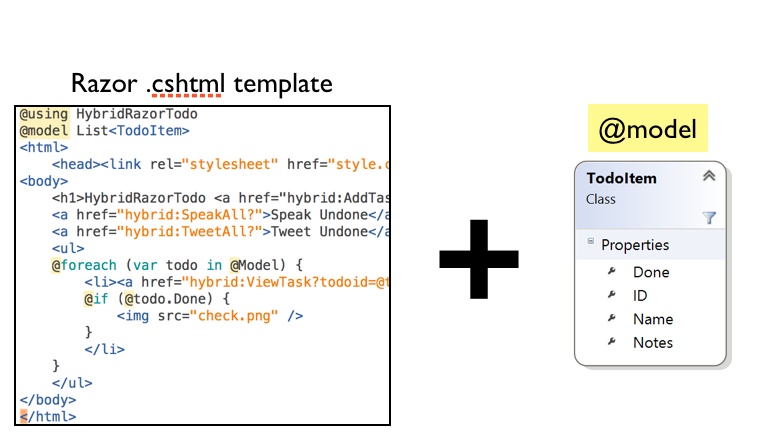 Razor .cshtml template
@using HybridRazorTodo
@model List<TodoItem>
<html>
    <head><link rel="stylesheet" href="style.c
<body>
    <h1>HybridRazorTodo <a href="hybrid:AddTas
    <a href="hybrid:SpeakAll?">Speak Undone</a
    <a href="hybrid:TweetAll?">Tweet Undone</a
    <ul>
    @foreach (var todo in @Model) {
        <li><a href="hybrid:ViewTask?todoid=@t
        @if (@todo.Done) {
            <img src="check.png" />
        }
        </li>
    }
    </ul>
</body>
</html>
+
@model
TodoItem
Class
Properties
Done
ID
Name
Notes